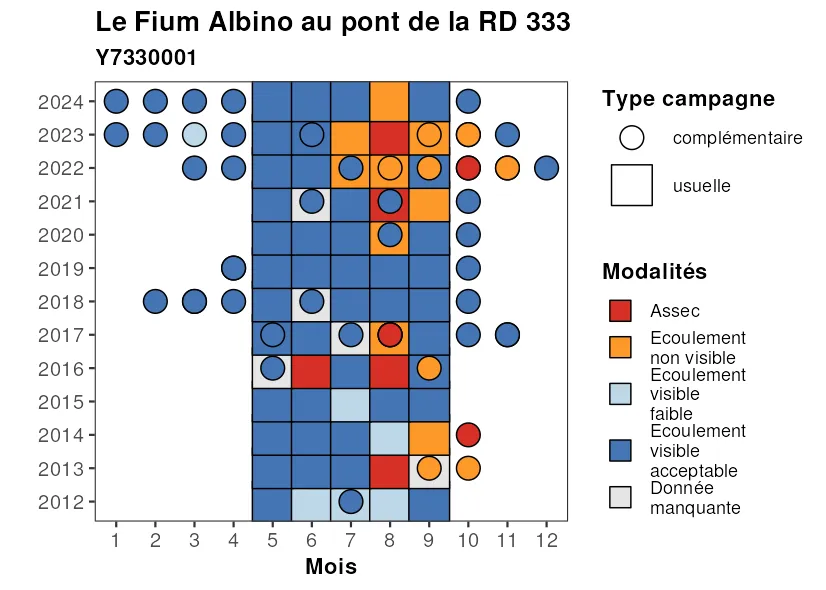 Le Fium Albino au pont de la RD 333
Y7330001
2024
2023
2022
2021
2020
2019
2018
2017
2016
2015
2014
2013
2012
1 2 3 4 5 6 7 8 9 10 11 12
Mois
Type campagne
complémentaire
usuelle
Modalités
Assec
Ecoulement
non visible
Ecoulement
visible
faible
Ecoulement
visible
acceptable
Donnée
manquante